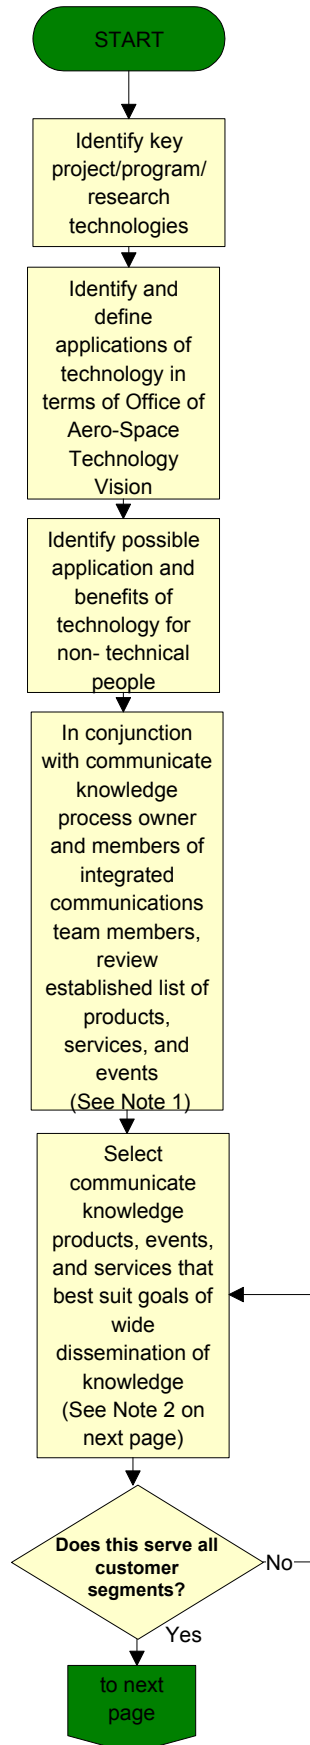 START
Identify key
project/program/
research
technologies
Identify and
define
applications of
technology in
terms of Office of
Aero-Space
Technology
Vision
Identify possible
application and
benefits of
technology for
non- technical
people
In conjunction
with communicate
knowledge
process owner
and members of
integrated
communications
team members,
review
established list of
products,
services, and
events
(See Note 1)
Select
communicate
knowledge
products, events,
and services that
best suit goals of
wide
dissemination of
knowledge
(See Note 2 on
next page)
Does this serve all
customer
segments?
No
Yes
to next
page